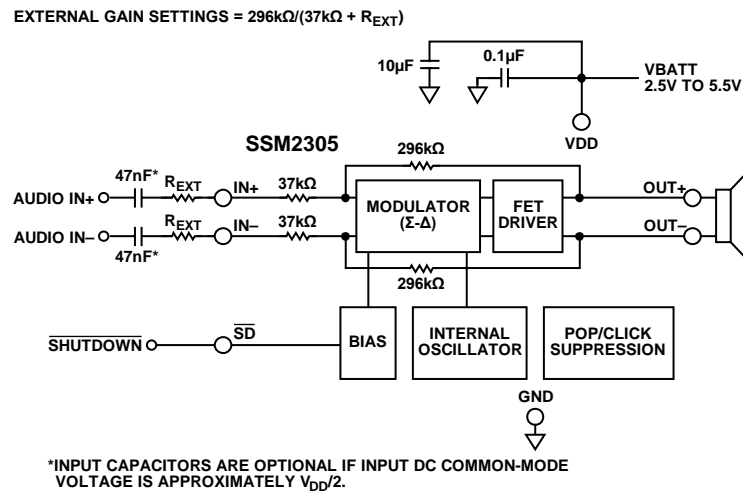 EXTERNAL GAIN SETTINGS = 296kΩ/(37kΩ + REXT)
10µF
0.1µF
VBATT
2.5V TO 5.5V
VDD
SSM2305
296kΩ
47nF*
REXT
IN+
37kΩ
AUDIO IN+
MODULATOR
(Σ-Δ)
FET
DRIVER
OUT+
AUDIO IN–
47nF*
REXT
IN–
37kΩ
OUT–
296kΩ
SHUTDOWN
SD
BIAS
INTERNAL
OSCILLATOR
POP/CLICK
SUPPRESSION
GND
*INPUT CAPACITORS ARE OPTIONAL IF INPUT DC COMMON-MODE
VOLTAGE IS APPROXIMATELY VDD/2.